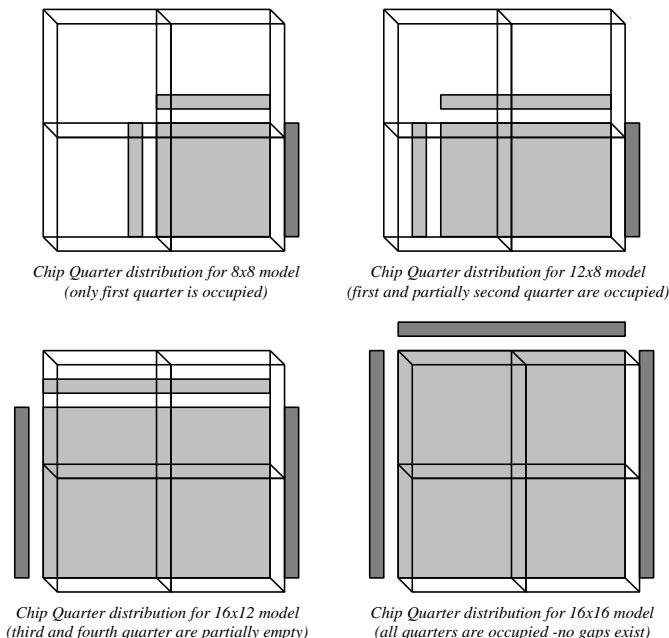 Chip Quarter distribution for 8x8 model
(only first quarter is occupied)
Chip Quarter distribution for 12x8 model
(first and partially second quarter are occupied)
Chip Quarter distribution for 16x12 model
(third and fourth quarter are partially empty)
Chip Quarter distribution for 16x16 model
(all quarters are occupied -no gaps exist)